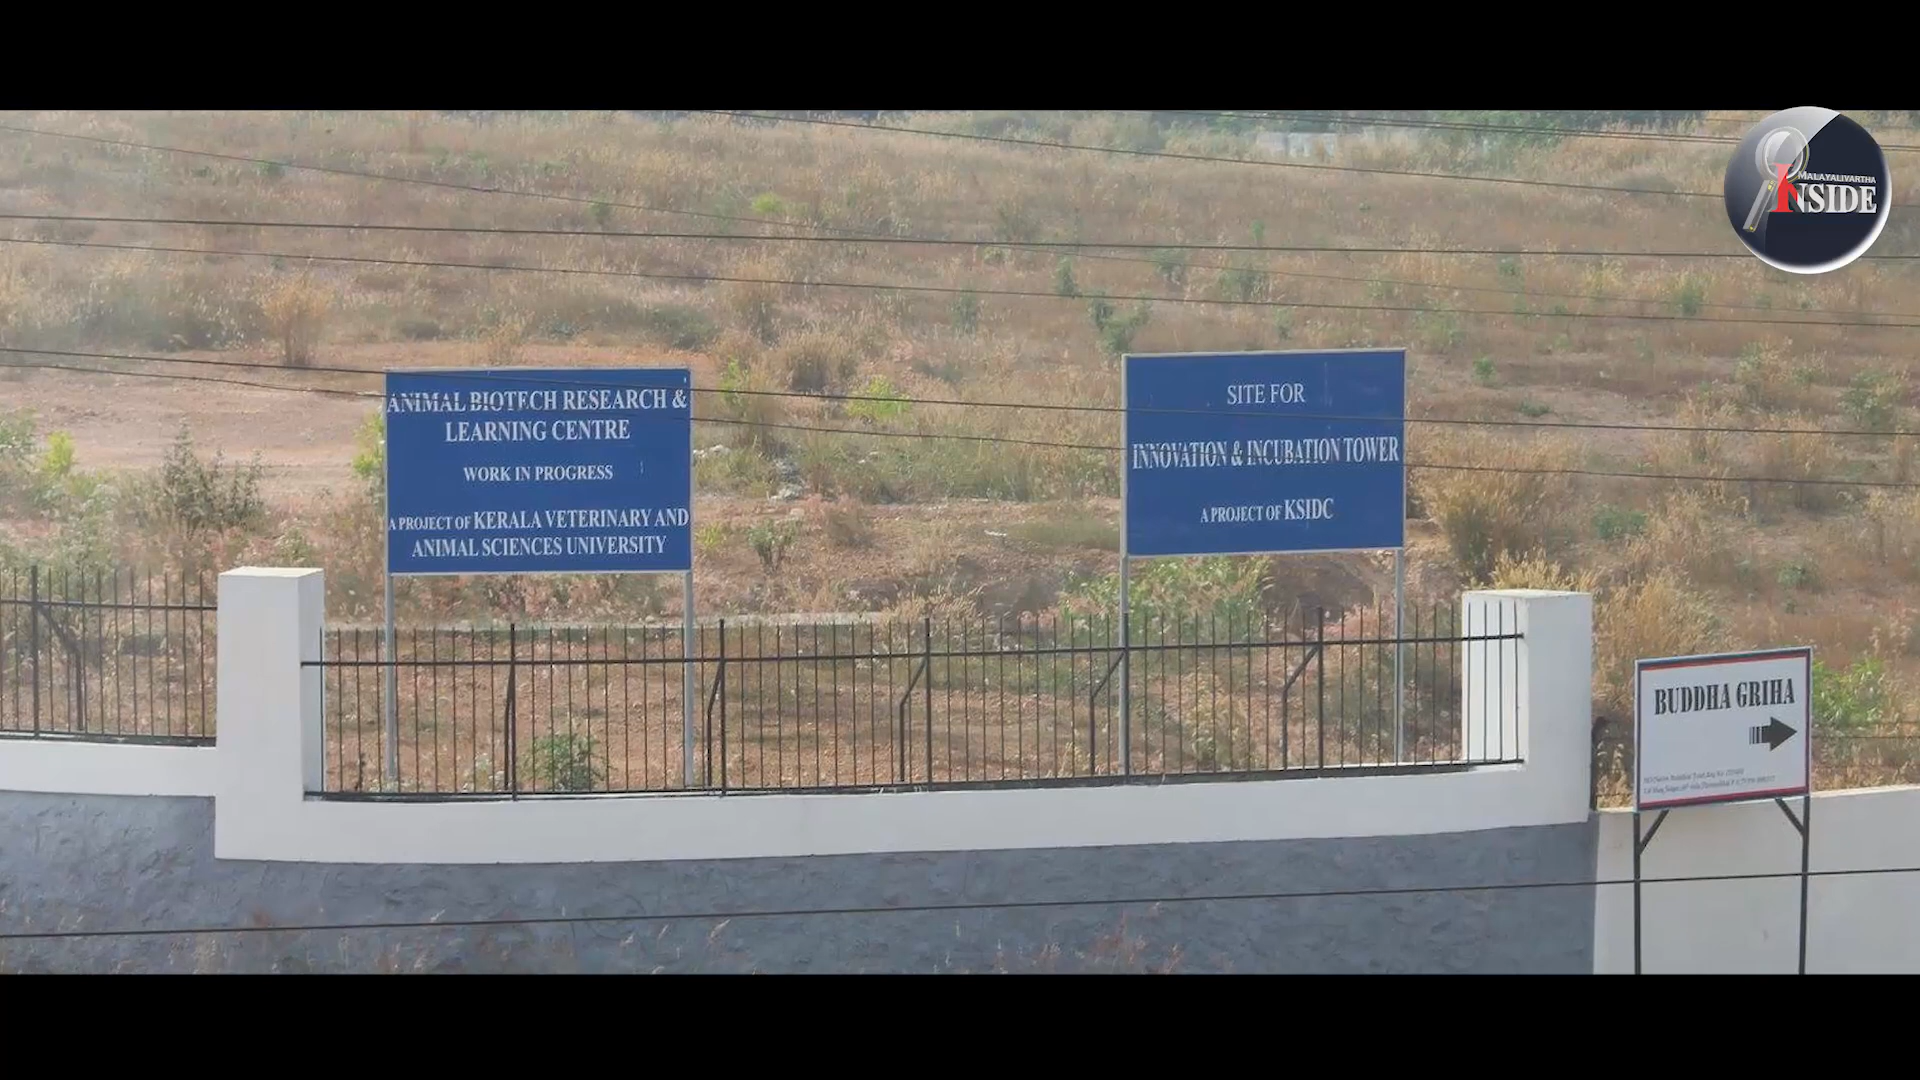 MALAYALIVARTHA
INSIDE
ANIMAL BIOTECH RESEARCH &
LEARNING CENTRE
WORK IN PROGRESS
A PROJECT OF KERALA VETERINARY AND
ANIMAL SCIENCES UNIVERSITY
SITE FOR
INNOVATION & INCUBATION TOWER
A PROJECT OF KSIDC
BUDDHA GRIHA